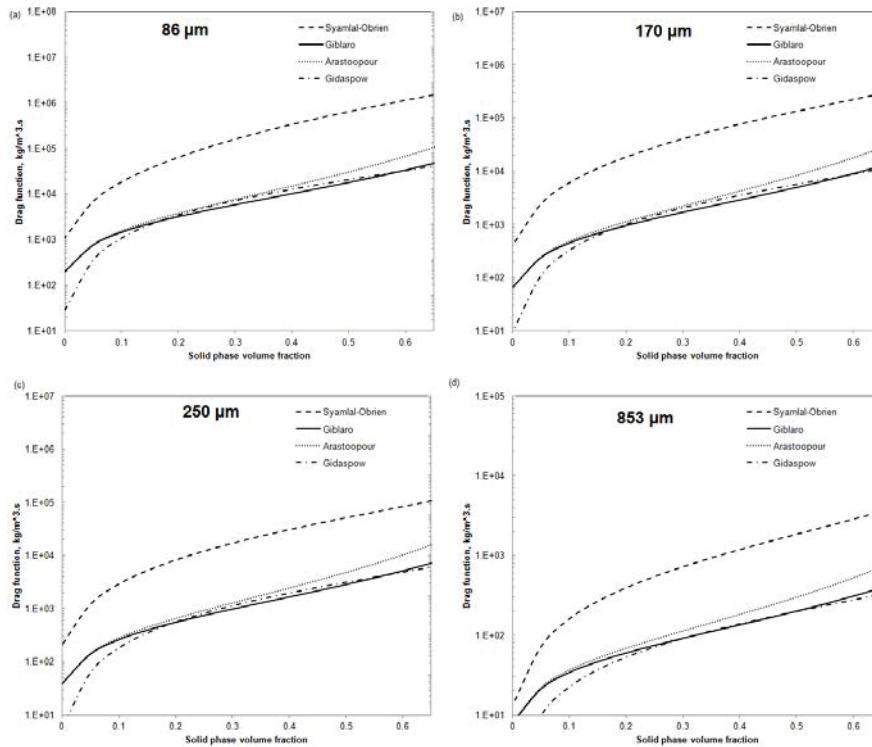 (a)
86 µm
Syamlal-Obrien
Giblaro
Arastoopour
Gidaspow
1.E+08
1.E+07
1.E+06
1.E+05
1.E+04
1.E+03
1.E+02
1.E+01
Drag function, kg/m^3.s
0 0.1 0.2 0.3 0.4 0.5 0.6
Solid phase volume fraction
(b)
170 µm
Syamlal-Obrien
Giblaro
Arastoopour
Gidaspow
1.E+07
1.E+06
1.E+05
1.E+04
1.E+03
1.E+02
1.E+01
Drag function, kg/m^3.s
0 0.1 0.2 0.3 0.4 0.5 0.6
Solid phase volume fraction
(c)
250 µm
Syamlal-Obrien
Giblaro
Arastoopour
Gidaspow
1.E+07
1.E+06
1.E+05
1.E+04
1.E+03
1.E+02
1.E+01
Drag function, kg/m^3.s
0 0.1 0.2 0.3 0.4 0.5 0.6
Solid phase volume fraction
(d)
853 µm
Syamlal-Obrien
Giblaro
Arastoopour
Gidaspow
1.E+05
1.E+04
1.E+03
1.E+02
1.E+01
Drag function, kg/m^3.s
0 0.1 0.2 0.3 0.4 0.5 0.6
Solid phase volume fraction